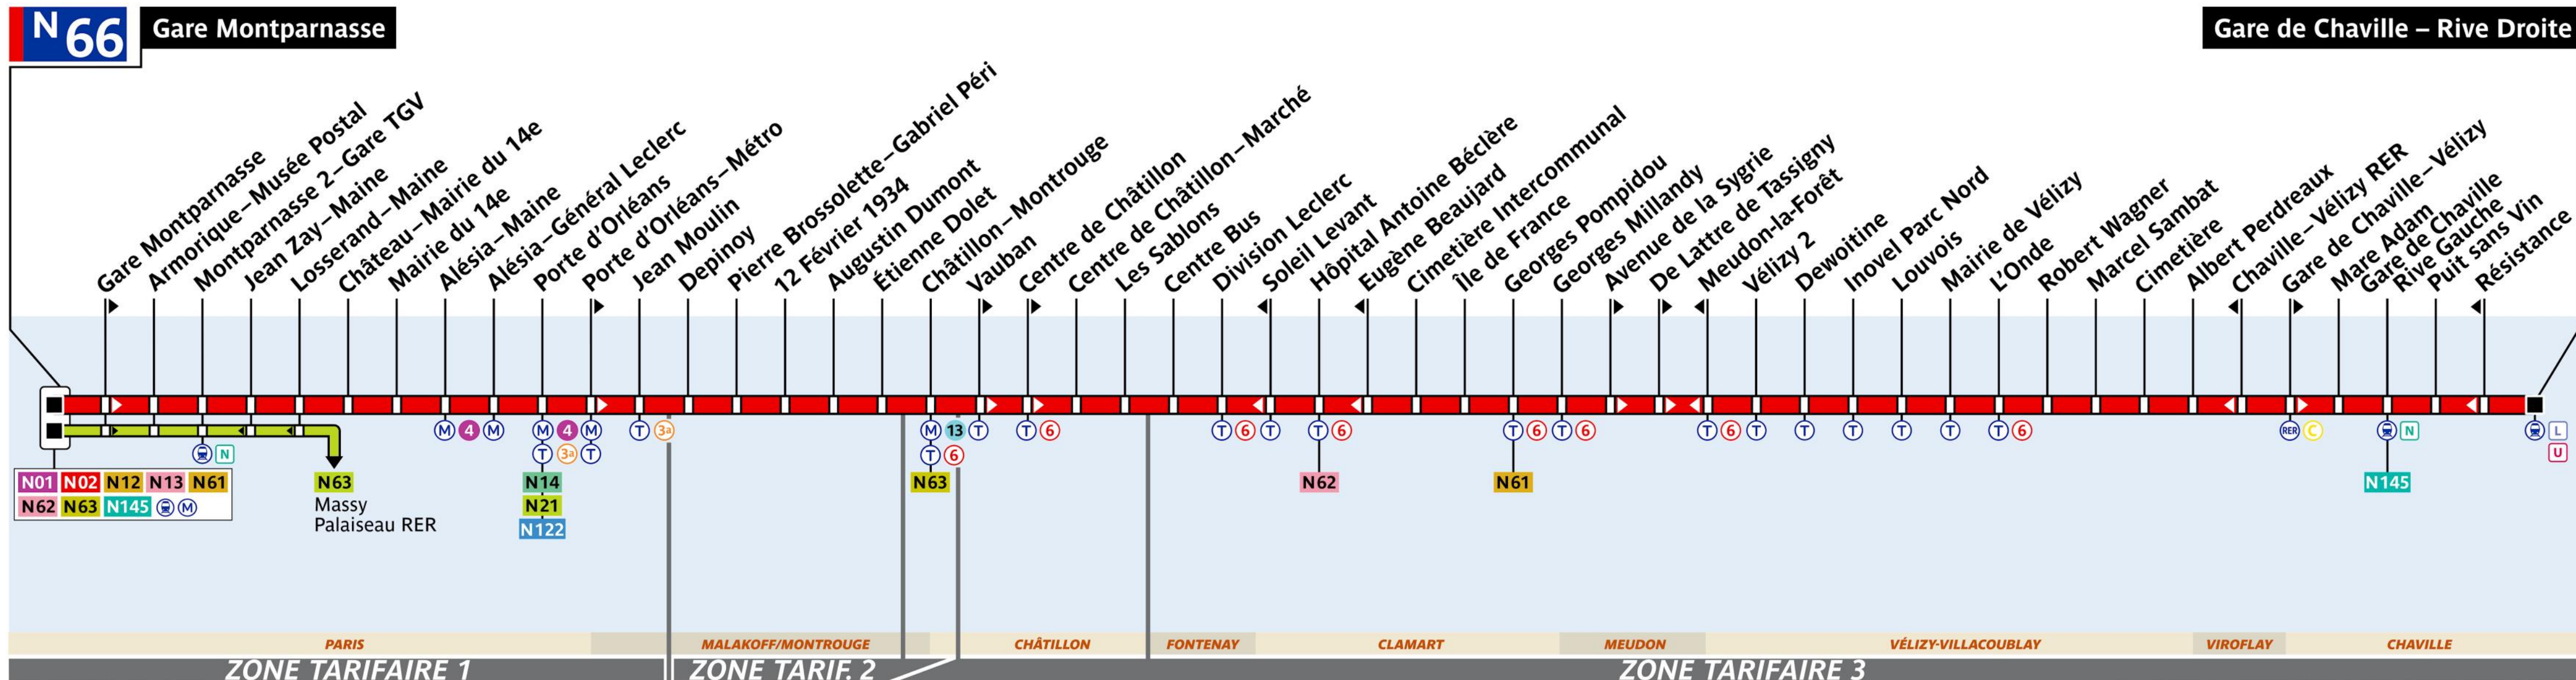 N66
Gare Montparnasse
Gare de Chaville – Rive Droite
Gare Montparnasse
Armorique – Musée Postal
Montparnasse 2 – Gare TGV
Jean Zay – Maine
Losserand – Maine
Château – Mairie du 14e
Mairie du 14e
Alésia – Maine
Alésia – Général Leclerc
Porte d'Orléans
Porte d'Orléans – Métro
Jean Moulin
Depinoy
Pierre Brossolette – Gabriel Péri
12 Février 1934
Augustin Dumont
Étienne Dolet
Châtillon – Montrouge
Vauban
Centre de Châtillon
Centre de Châtillon – Marché
Les Sablons
Centre Bus
Division Leclerc
Soleil Levant
Hôpital Antoine Béclère
Eugène Beaujard
Cimetière Intercommunal
Île de France
Georges Pompidou
Georges Millandy
Avenue de la Sygrie
De Lattre de Tassigny
Meudon-la-Forêt
Vélizy 2
Dewoitine
Inovel Parc Nord
Louvois
Mairie de Vélizy
L'Onde
Robert Wagner
Marcel Sambat
Cimetière
Albert Perdreaux
Chaville – Vélizy RER
Gare de Chaville – Vélizy
Mare Adam
Gare de Chaville
Rive Gauche
Puit sans Vin
Résistance
M 4 M M 4 M T 3a M 13 T T 6 T 6 T T 6 T 6 T 6 T 6 T T T T T T 6 RER C N L
N T 3a T T 6 U
N01 N02 N12 N13 N61
N62 N63 N145 M
N63
Massy
Palaiseau RER
N14
N21
N122
N63
N62
N61
N145
PARIS MALAKOFF/MONTROUGE CHÂTILLON FONTENAY CLAMART MEUDON VÉLIZY-VILLACOUBLAY VIROFLAY CHAVILLE
ZONE TARIFAIRE 1 ZONE TARIF. 2 ZONE TARIFAIRE 3